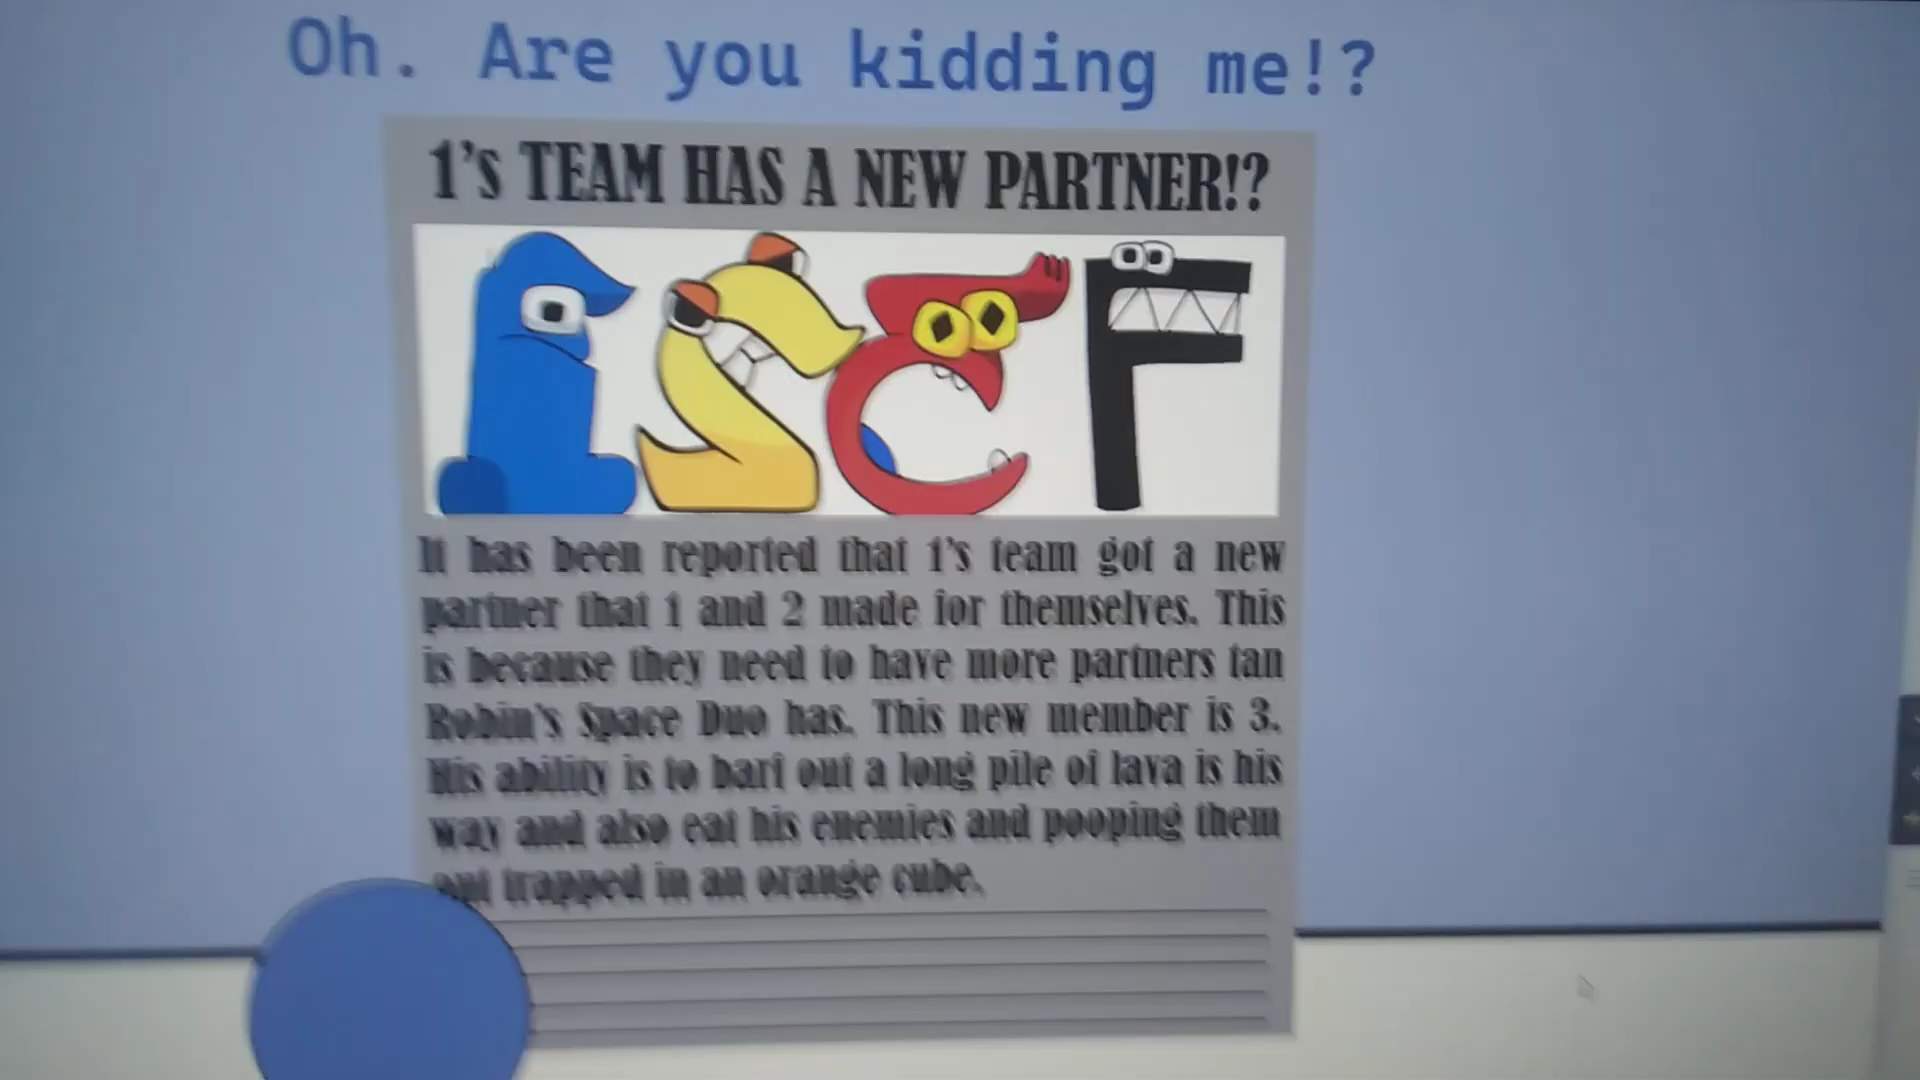 Oh. Are you kidding me!?
1's TEAM HAS A NEW PARTNER!?
It has been reported that 1's team got a new
partner that 1 and 2 made for themselves. This
is because they need to have more partners tan
Robin's Space Duo has. This new member is 3.
His ability is to barf out a long pile of lava is his
way and also eat his enemies and pooping them
out trapped in an orange cube.